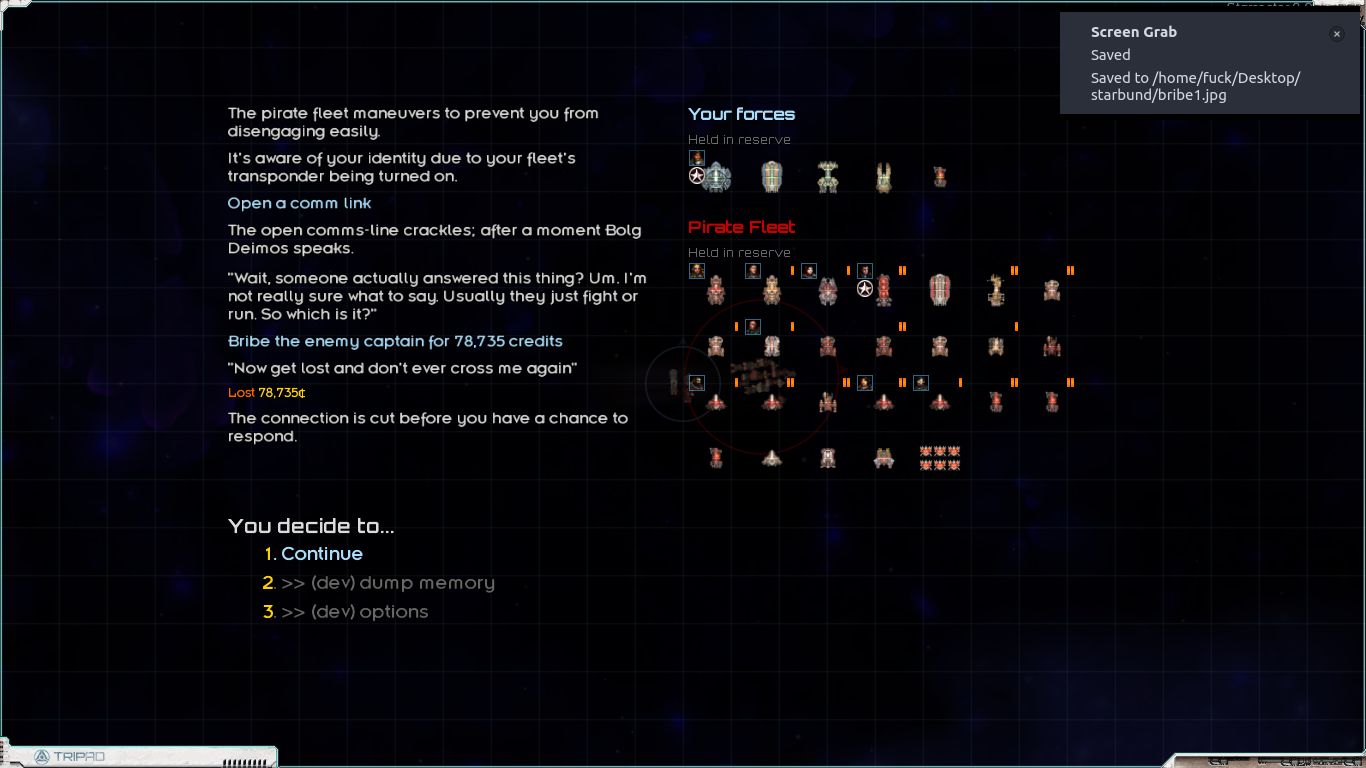 Screen Grab
Saved
Saved to /home/fuck/Desktop/
starbund/bribe1.jpg
The pirate fleet maneuvers to prevent you from
disengaging easily.
It's aware of your identity due to your fleet's
transponder being turned on.
Open a comm link
The open comms-line crackles; after a moment Bolg
Deimos speaks.
"Wait, someone actually answered this thing? Um. I'm
not really sure what to say. Usually they just fight or
run. So which is it?"
Bribe the enemy captain for 78,735 credits
"Now get lost and don't ever cross me again"
Lost 78,735¢
The connection is cut before you have a chance to
respond.
Your forces
Held in reserve
Pirate Fleet
Held in reserve
You decide to...
1. Continue
2. >> (dev) dump memory
3. >> (dev) options
TRIPAD